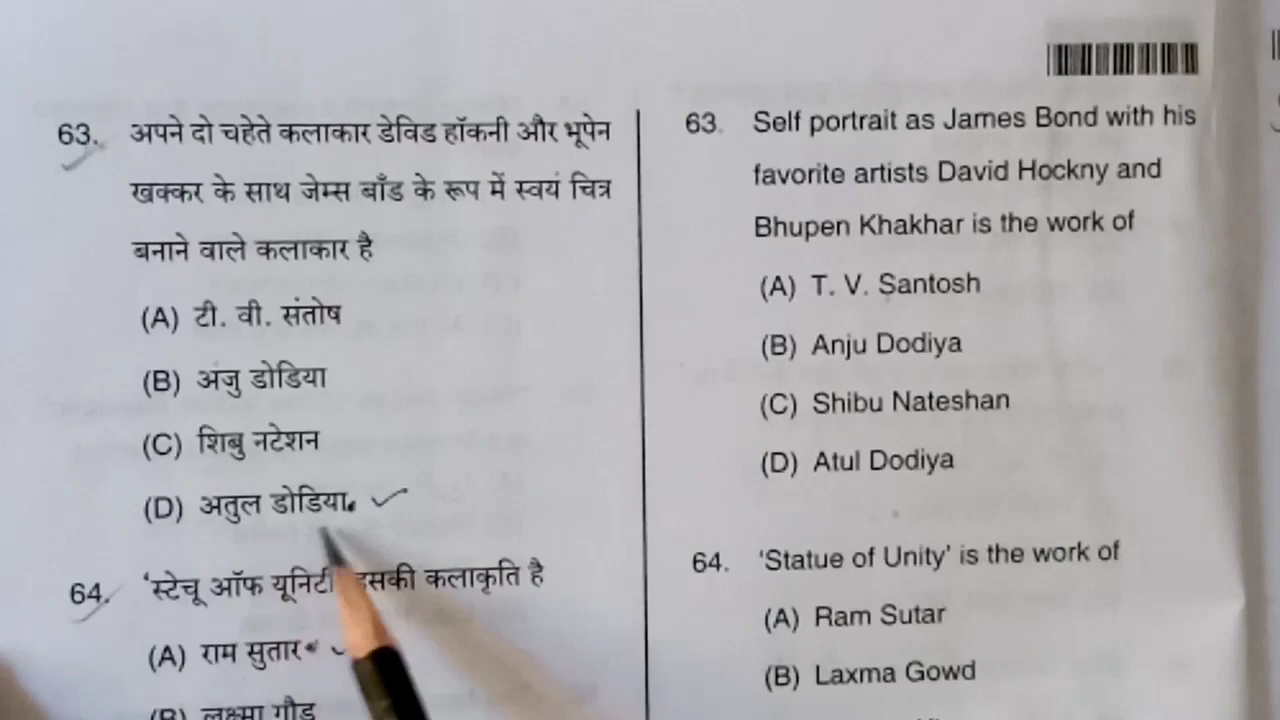 63. अपने दो चहेते कलाकार डेविड हॉकनी और भूपेन
खक्कर के साथ जेम्स बाँड के रूप में स्वयं चित्र
बनाने वाले कलाकार है
(A) टी. वी. संतोष
(B) अंजु डोडिया
(C) शिबु नटेशन
(D) अतुल डोडिया
64. 'स्टेचू ऑफ यूनिटी कलाकृति है
(A) राम सुतार
(B) लक्ष्मा गौड
63. Self portrait as James Bond with his
favorite artists David Hockny and
Bhupen Khakhar is the work of
(A) T. V. Santosh
(B) Anju Dodiya
(C) Shibu Nateshan
(D) Atul Dodiya
64. 'Statue of Unity' is the work of
(A) Ram Sutar
(B) Laxma Gowd